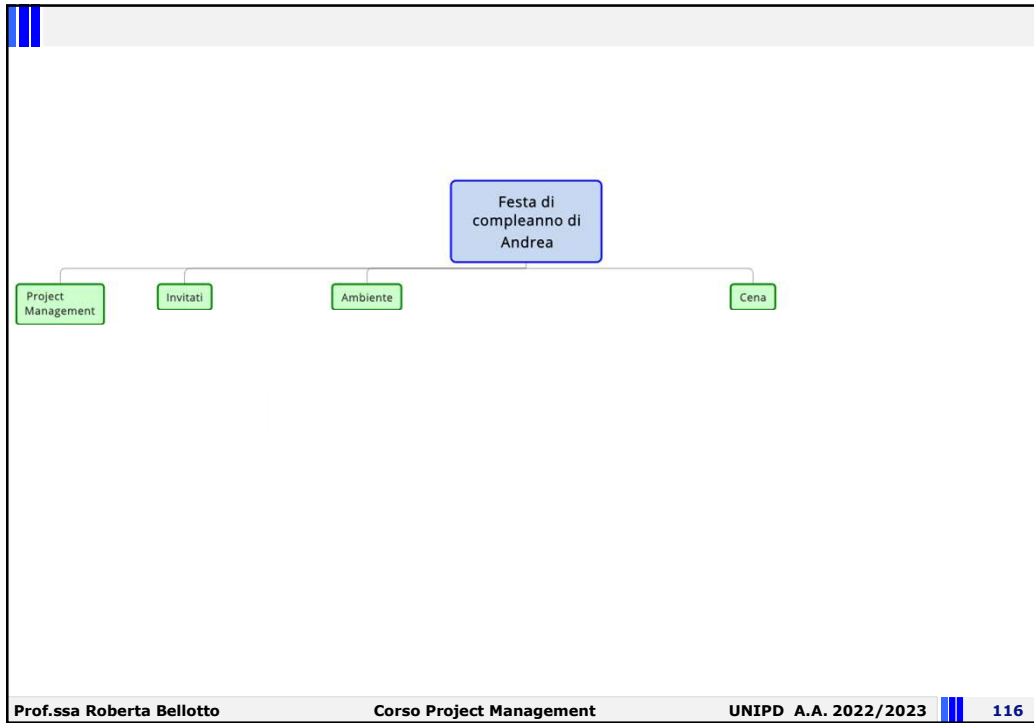 Festa di
compleanno di
Andrea
Project
Management
Invitati
Ambiente
Cena
Prof.ssa Roberta Bellotto Corso Project Management UNIPD A.A. 2022/2023 116